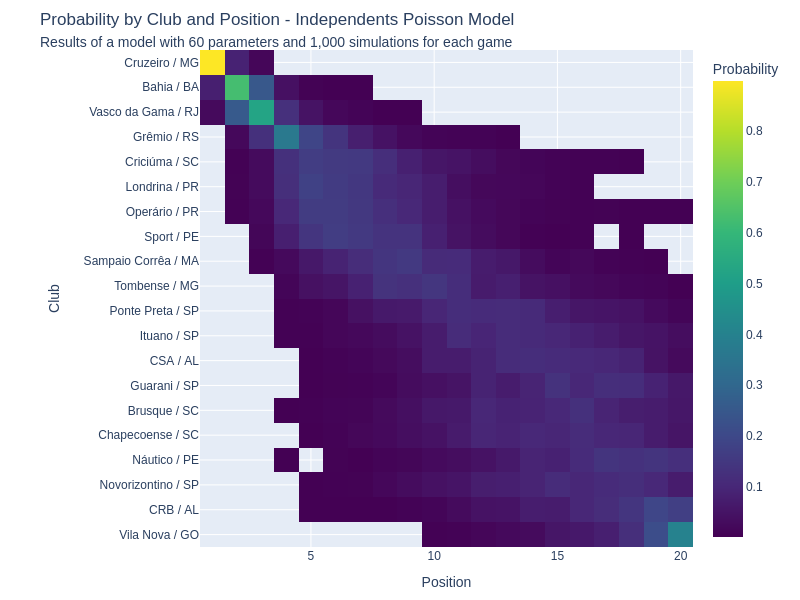 Probability by Club and Position - Independents Poisson Model
Results of a model with 60 parameters and 1,000 simulations for each game
Probability
Cruzeiro / MG
Bahia / BA
Vasco da Gama / RJ
Grêmio / RS
Criciúma / SC
Londrina / PR
Operário / PR
Sport / PE
Sampaio Corrêa / MA
Tombense / MG
Ponte Preta / SP
Ituano / SP
CSA / AL
Guarani / SP
Brusque / SC
Chapecoense / SC
Náutico / PE
Novorizontino / SP
CRB / AL
Vila Nova / GO
Club
5
10
15
20
Position
0.8
0.7
0.6
0.5
0.4
0.3
0.2
0.1